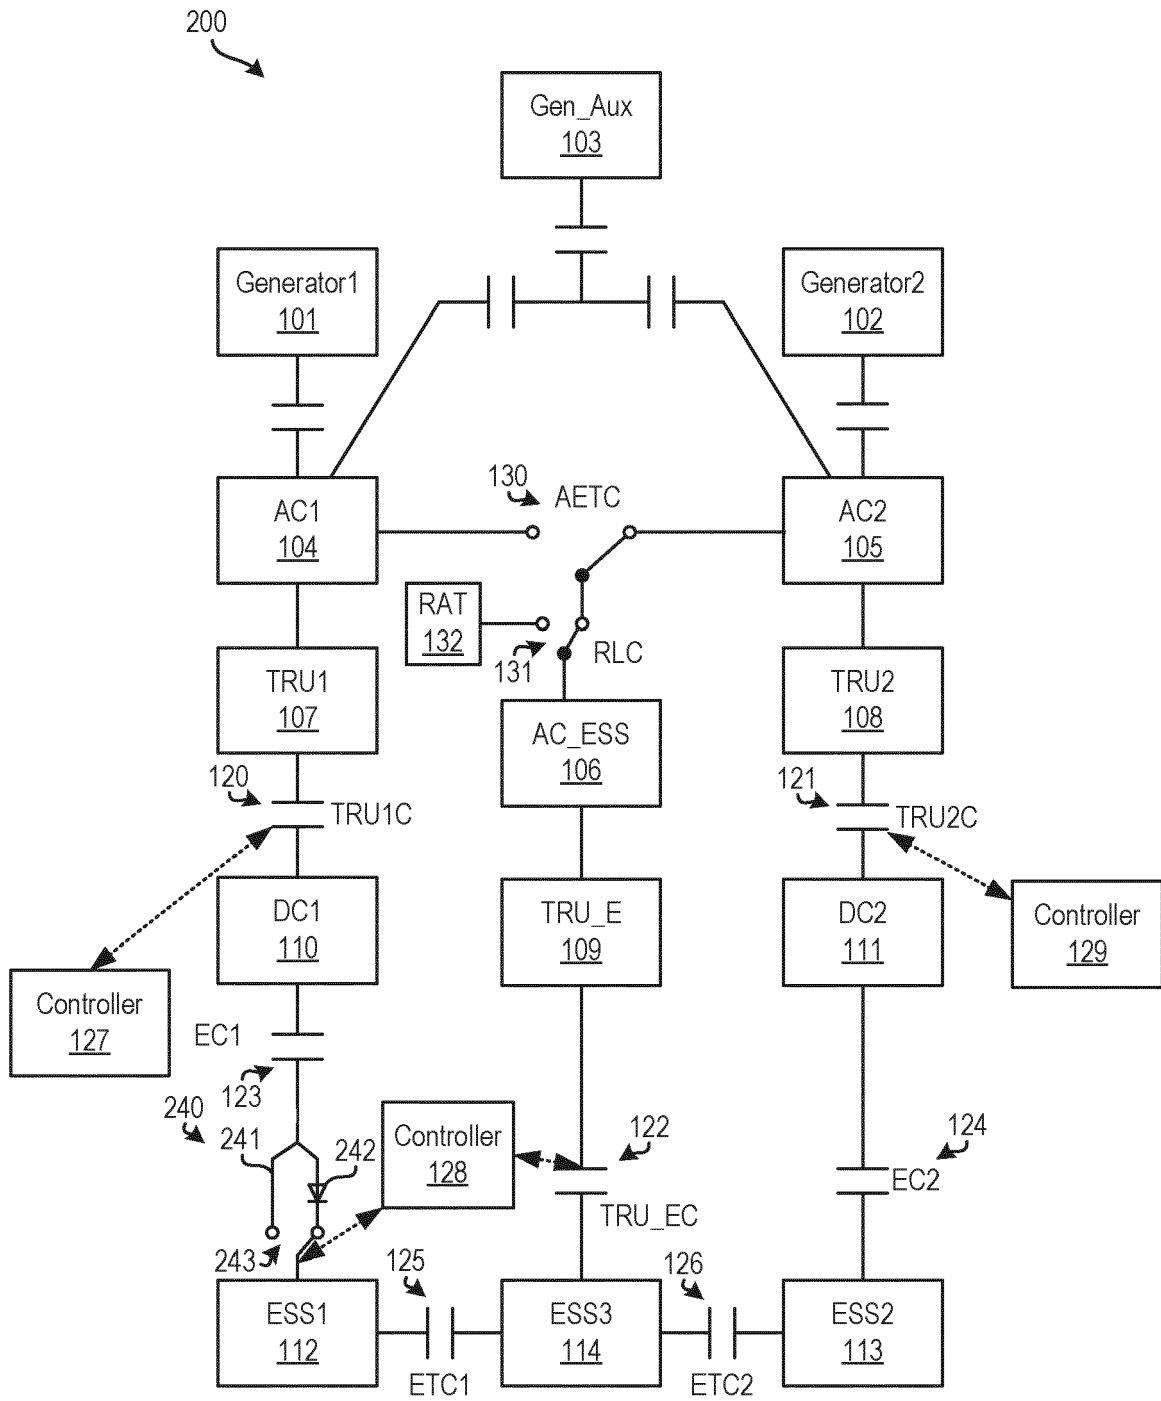 200
Gen_Aux
103
Generator1
101
Generator2
102
AC1
104
130
AETC
AC2
105
RAT
132
131
RLC
TRU1
107
AC_ESS
106
TRU2
108
120
TRU1C
121
TRU2C
DC1
110
TRU_E
109
DC2
111
Controller
129
Controller
127
EC1
123
240
241
242
Controller
128
122
TRU_EC
124
EC2
243
125
126
ESS1
112
ETC1
ESS3
114
ETC2
ESS2
113